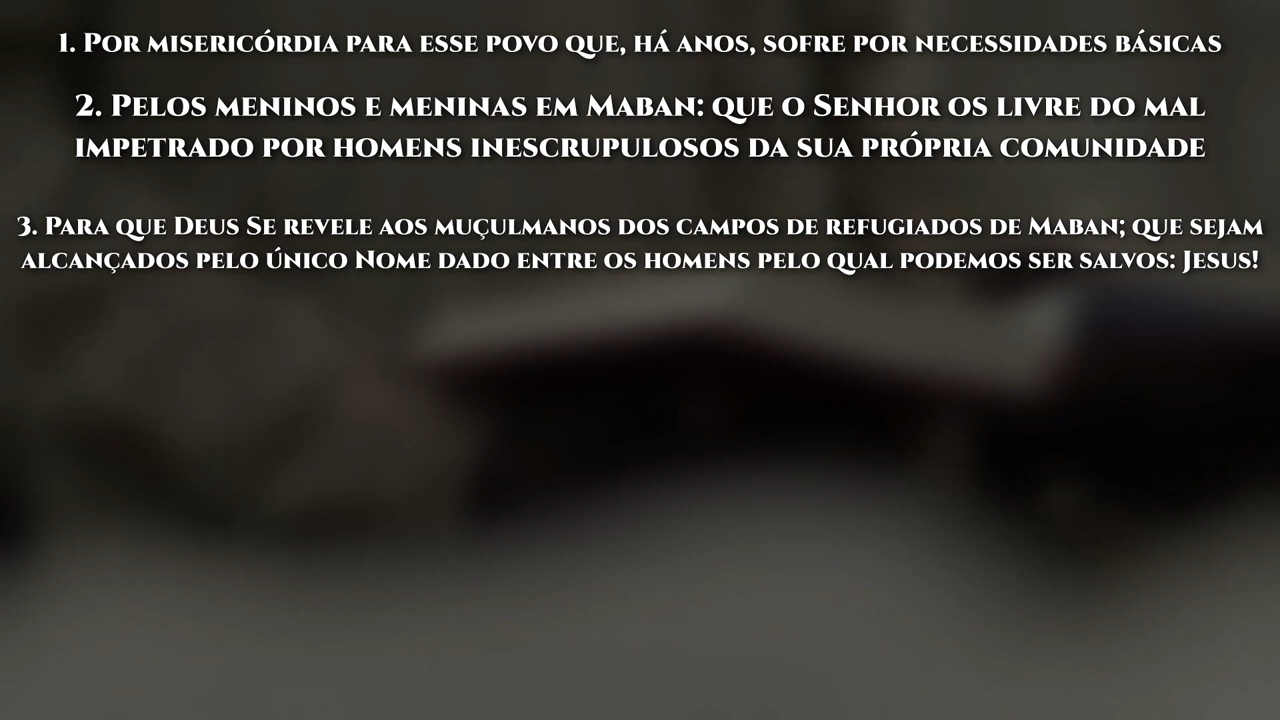 1. Por misericórdia para esse povo que, há anos, sofre por necessidades básicas
2. Pelos meninos e meninas em Maban: que o Senhor os livre do mal
impetrado por homens inescrupulosos da sua própria comunidade
3. Para que Deus Se revele aos muçulmanos dos campos de refugiados de Maban; que sejam
alcançados pelo único Nome dado entre os homens pelo qual podemos ser salvos: Jesus!